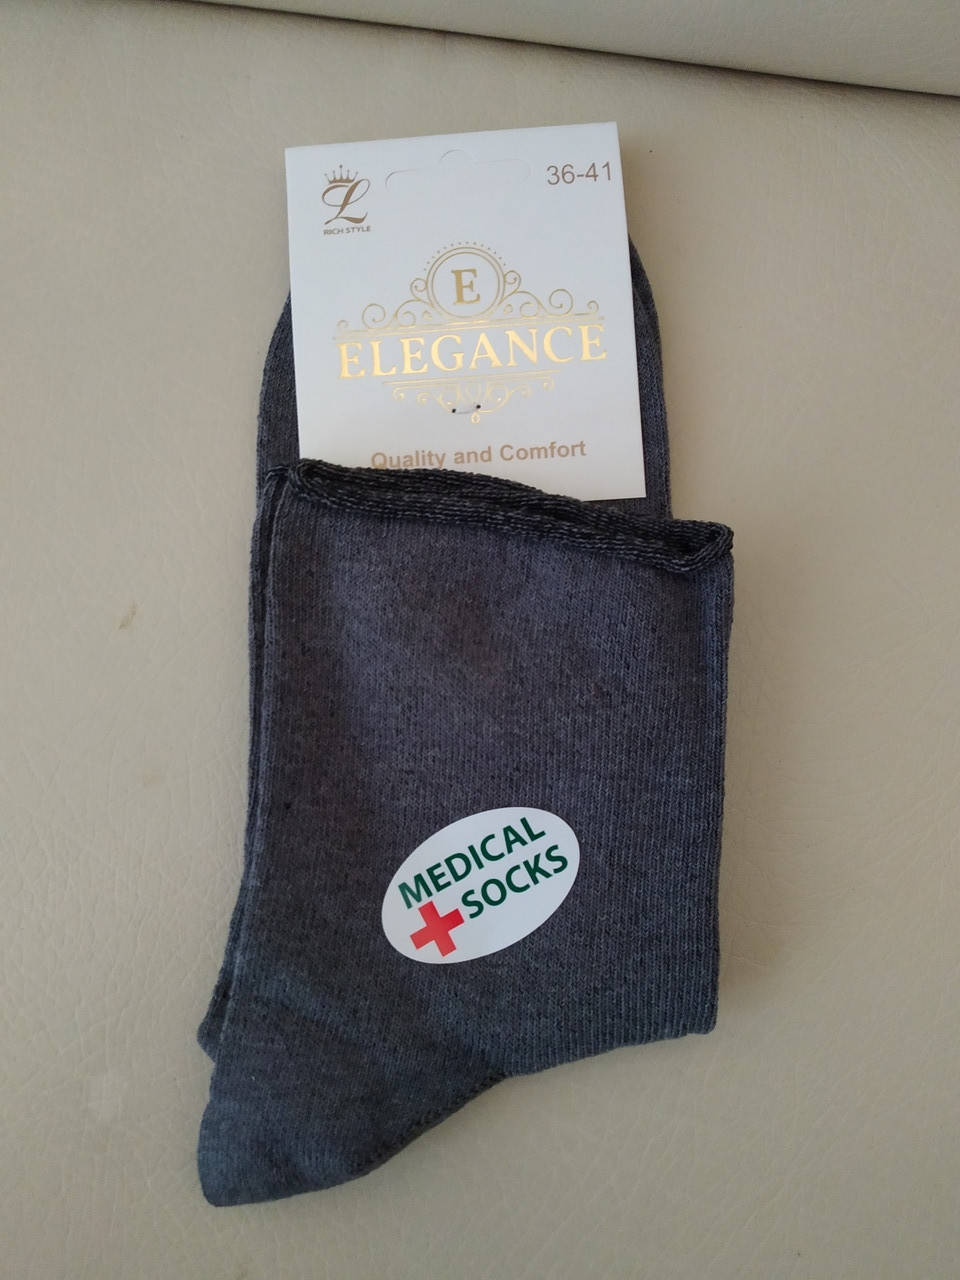 L
RICH STYLE
36-41
E
ELEGANCE
Quality and Comfort
MEDICAL
SOCKS